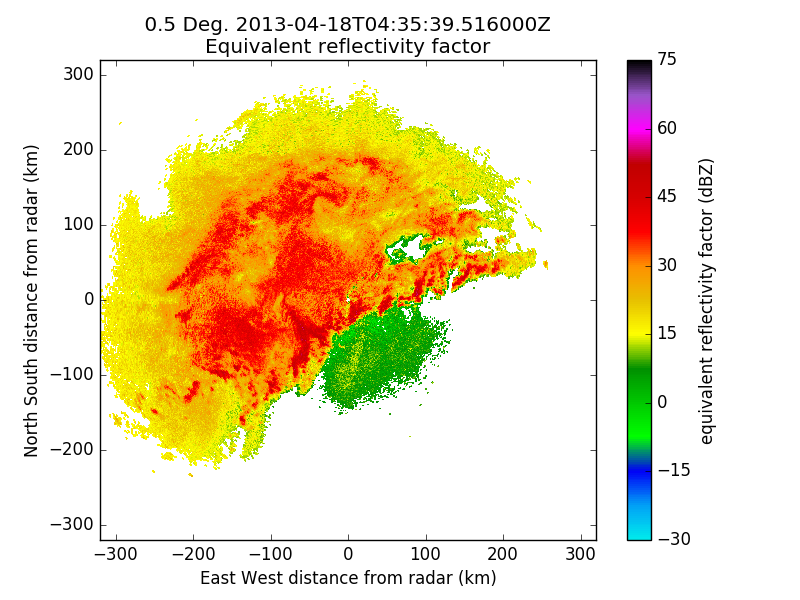 0.5 Deg. 2013-04-18T04:35:39.516000Z
Equivalent reflectivity factor
North South distance from radar (km)
300
200
100
0
−100
−200
−300
−300 −200 −100 0 100 200 300
East West distance from radar (km)
75
60
45
30
15
0
−15
−30
equivalent reflectivity factor (dBZ)